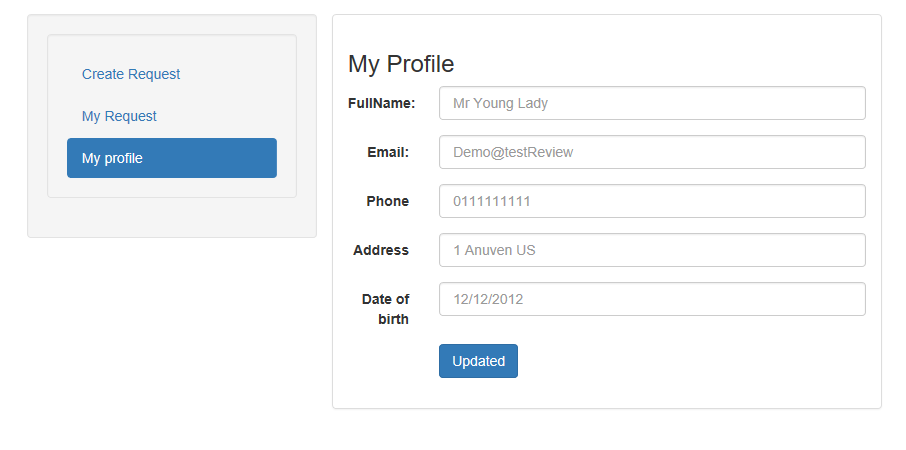 Create Request
My Request
My profile
My Profile
FullName:
Mr Young Lady
Email:
Demo@testReview
Phone
0111111111
Address
1 Anuven US
Date of
birth
12/12/2012
Updated